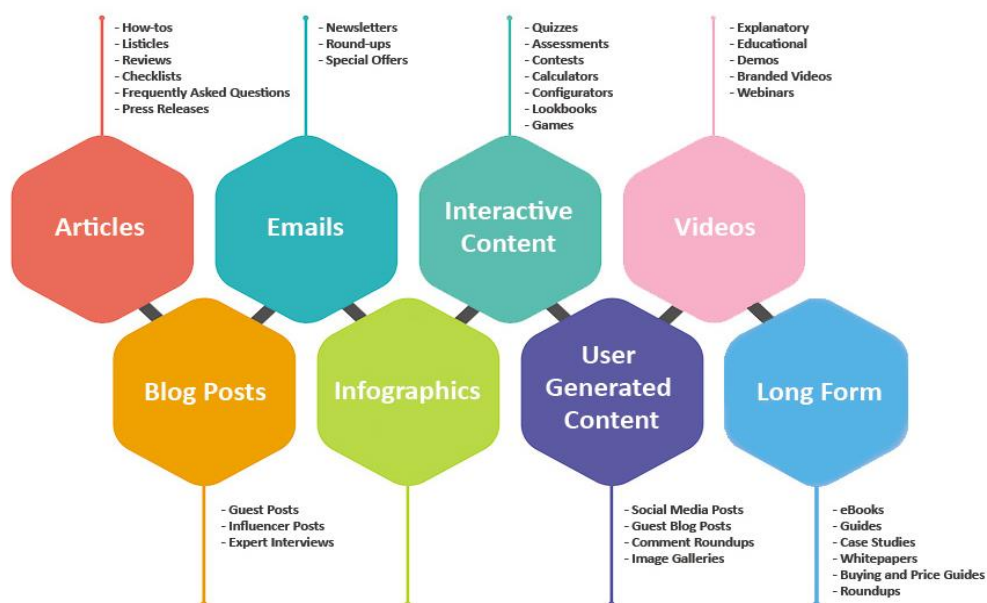 - How-tos
- Listicles
- Reviews
- Checklists
- Frequently Asked Questions
- Press Releases
- Newsletters
- Round-ups
- Special Offers
- Quizzes
- Assessments
- Contests
- Calculators
- Configurators
- Lookbooks
- Games
- Explanatory
- Educational
- Demos
- Branded Videos
- Webinars
Articles
Emails
Interactive
Content
Videos
Blog Posts
Infographics
User
Generated
Content
Long Form
- Guest Posts
- Influencer Posts
- Expert Interviews
- Social Media Posts
- Guest Blog Posts
- Comment Roundups
- Image Galleries
- eBooks
- Guides
- Case Studies
- Whitepapers
- Buying and Price Guides
- Roundups